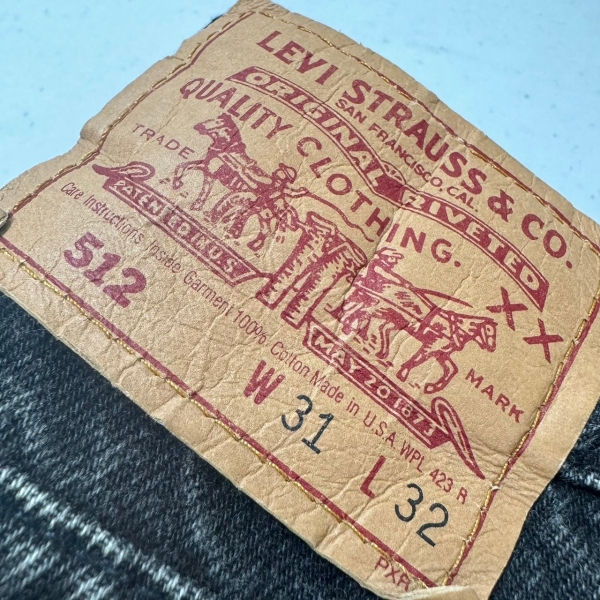 LEVI STRAUSS & CO.
SAN FRANCISCO, CAL.
ORIGINAL RIVETED
QUALITY CLOTHING.
XX
TRADE MARK
PATENTED IN U.S.
MAY 20 1873
Care Instructions Inside. Garment 100% Cotton Made in U.S.A. WPL 423 R
512
W 31 L 32
PXR